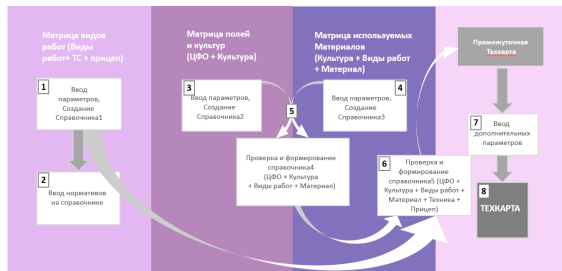 Матрица видов
работ (Виды
работ+ ТС + прицеп)
1
Ввод
параметров,
Создание
Справочника1
2
Ввод нормативов
на справочнике
Матрица полей
и культур
(ЦФО + Культура)
3
Ввод параметров,
Создание
Справочника2
Матрица используемых
Материалов
(Культура + Виды работ
+ Материал)
4
Ввод параметров,
Создание
Справочника3
5
Проверка и формирование
справочника4
(ЦФО + Культура
+ Виды работ + Материал)
6
Проверка и
формирование
справочника5 (ЦФО +
Культура + Виды работ +
Материал + Техника +
Прицеп)
Промежуточная
Техкарта
7
Ввод
дополнительных
параметров
8
ТЕХКАРТА